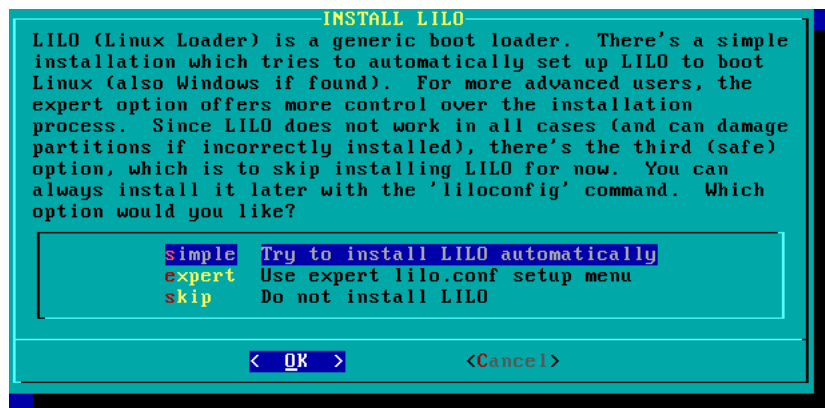 INSTALL LILO
LILO (Linux Loader) is a generic boot loader.  There's a simple
installation which tries to automatically set up LILO to boot
Linux (also Windows if found).  For more advanced users, the
expert option offers more control over the installation
process.  Since LILO does not work in all cases (and can damage
partitions if incorrectly installed), there's the third (safe)
option, which is to skip installing LILO for now.  You can
always install it later with the 'liloconfig' command.  Which
option would you like?
simple  Try to install LILO automatically
expert  Use expert lilo.conf setup menu
skip    Do not install LILO
<  OK  >    <Cancel>